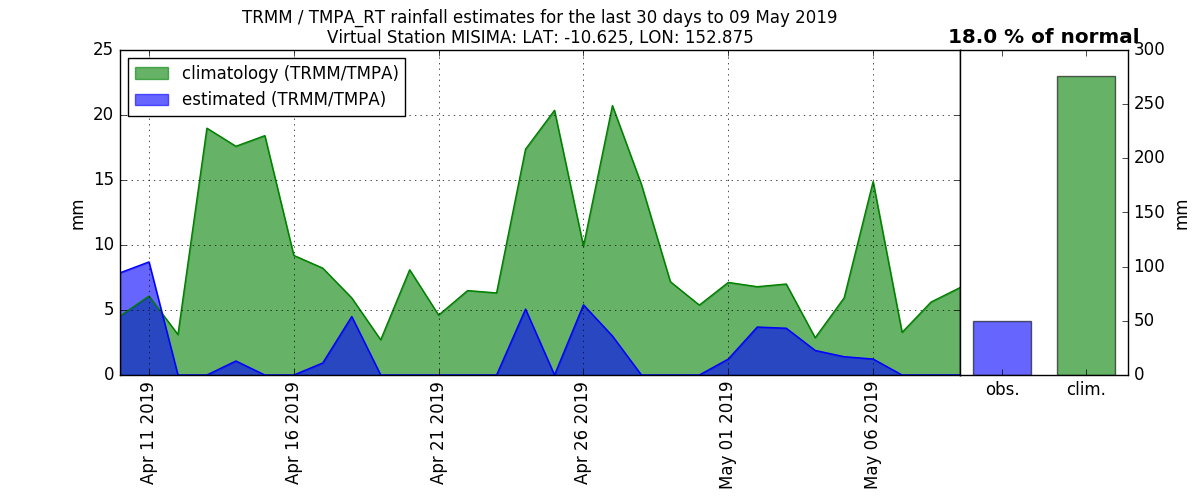 TRMM / TMPA_RT rainfall estimates for the last 30 days to 09 May 2019
Virtual Station MISIMA: LAT: -10.625, LON: 152.875
18.0 % of normal
climatology (TRMM/TMPA)
estimated (TRMM/TMPA)
mm
25
20
15
10
5
0
Apr 11 2019
Apr 16 2019
Apr 21 2019
Apr 26 2019
May 01 2019
May 06 2019
obs.
clim.
300
250
200
150
100
50
0
mm